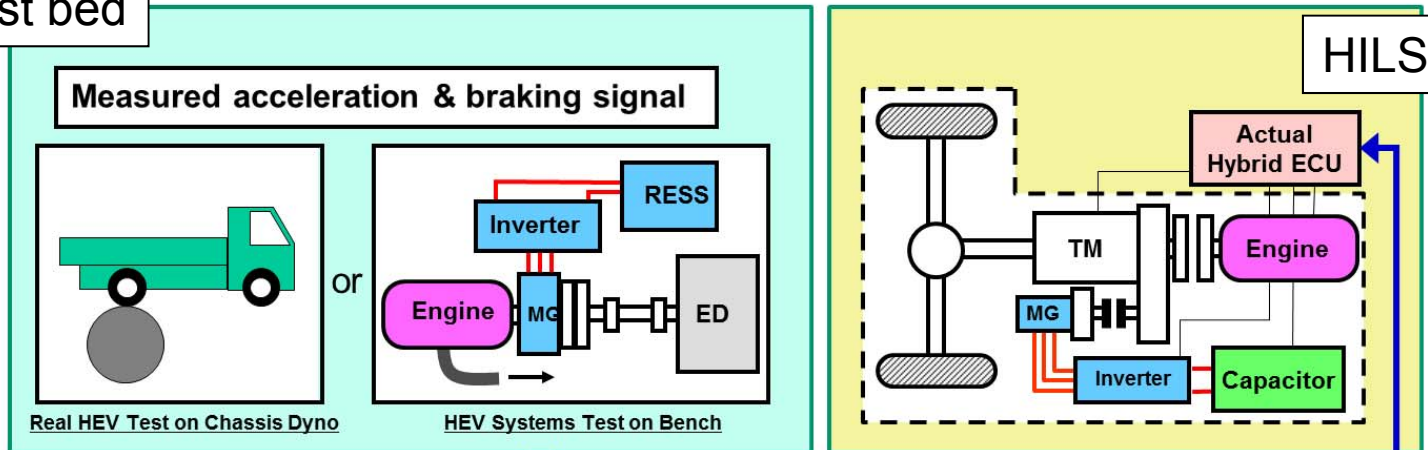 st bed
Measured acceleration & braking signal
RESS
Inverter
Engine
MG
ED
or
Real HEV Test on Chassis Dyno
HEV Systems Test on Bench
HILS
Actual
Hybrid ECU
TM
Engine
MG
Inverter
Capacitor